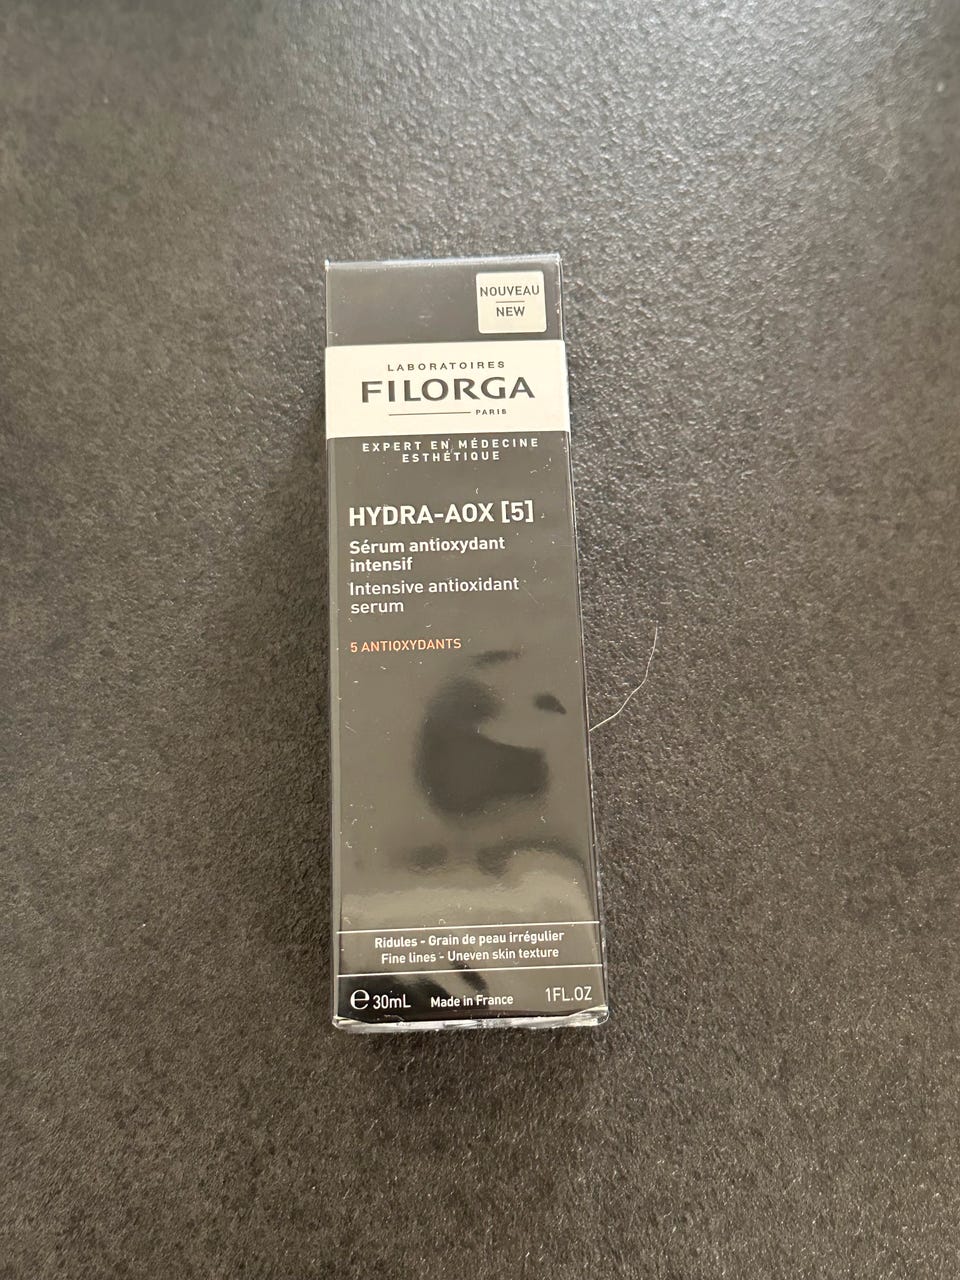 NOUVEAU
NEW
LABORATOIRES
FILORGA
PARIS
EXPERT EN MÉDECINE
ESTHÉTIQUE
HYDRA-AOX [5]
Sérum antioxydant
intensif
Intensive antioxidant
serum
5 ANTIOXYDANTS
Ridules - Grain de peau irrégulier
Fine lines - Uneven skin texture
℮ 30mL Made in France 1FL.OZ